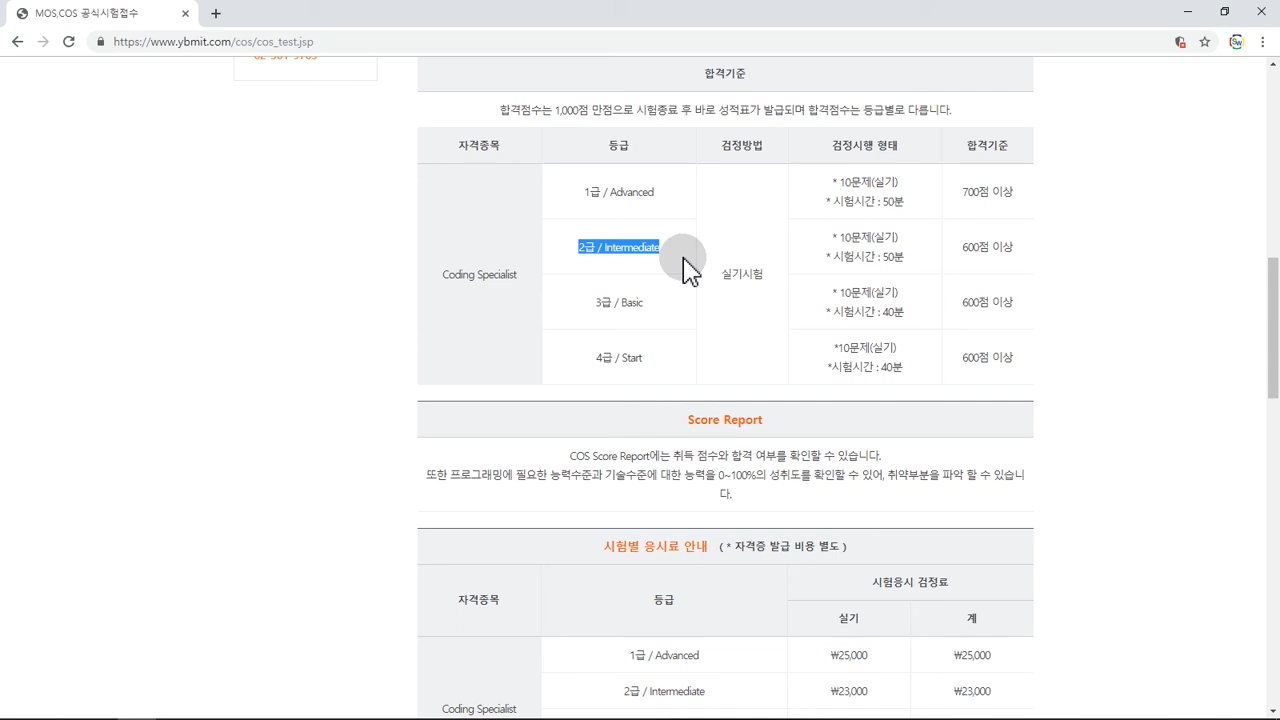 MOS,COS 공식시험접수
https://www.ybmit.com/cos/cos_test.jsp
합격기준
합격점수는 1,000점 만점으로 시험종료 후 바로 성적표가 발급되며 합격점수는 등급별로 다릅니다.
자격종목 등급 검정방법 검정시행 형태 합격기준
Coding Specialist
1급 / Advanced
실기시험
* 10문제(실기)
* 시험시간 : 50분
700점 이상
2급 / Intermediate
* 10문제(실기)
* 시험시간 : 50분
600점 이상
3급 / Basic
* 10문제(실기)
* 시험시간 : 40분
600점 이상
4급 / Start
*10문제(실기)
*시험시간 : 40분
600점 이상
Score Report
COS Score Report에는 취득 점수와 합격 여부를 확인할 수 있습니다.
또한 프로그래밍에 필요한 능력수준과 기술수준에 대한 능력을 0~100%의 성취도를 확인할 수 있어, 취약부분을 파악 할 수 있습니
다.
시험별 응시료 안내 ( * 자격증 발급 비용 별도 )
자격종목 등급 시험응시 검정료
실기 계
Coding Specialist
1급 / Advanced ₩25,000 ₩25,000
2급 / Intermediate ₩23,000 ₩23,000